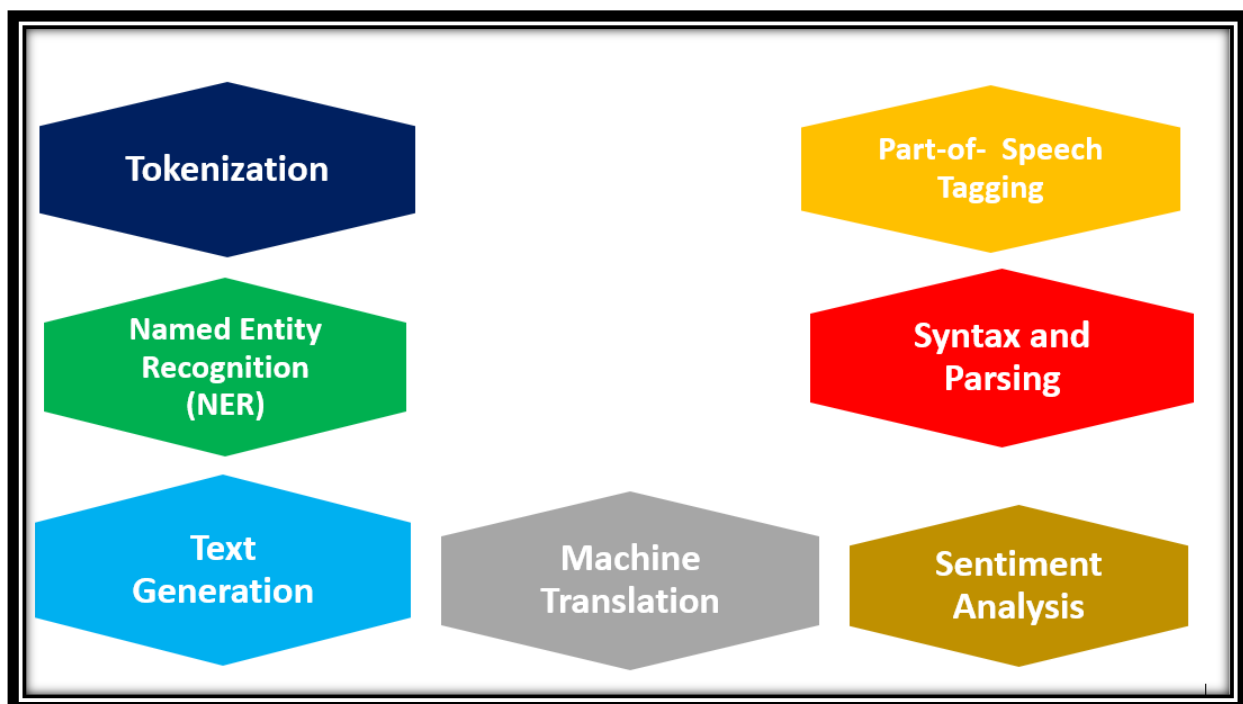 Tokenization
Part-of-  Speech
Tagging
Named Entity
Recognition
(NER)
Syntax and
Parsing
Text
Generation
Machine
Translation
Sentiment
Analysis